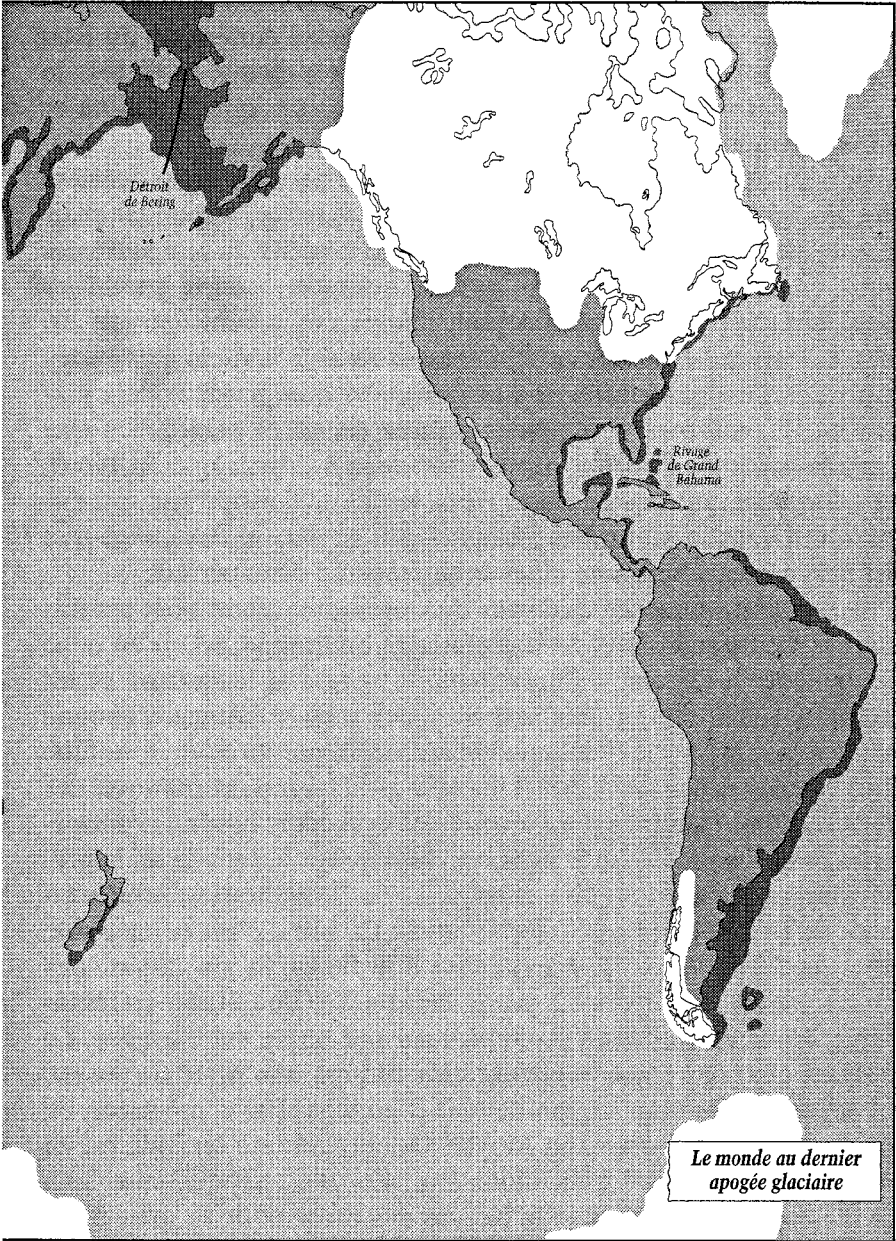 Détroit
de Bering
Rivage
de Grand
Bahama
Le monde au dernier
apogée glaciaire